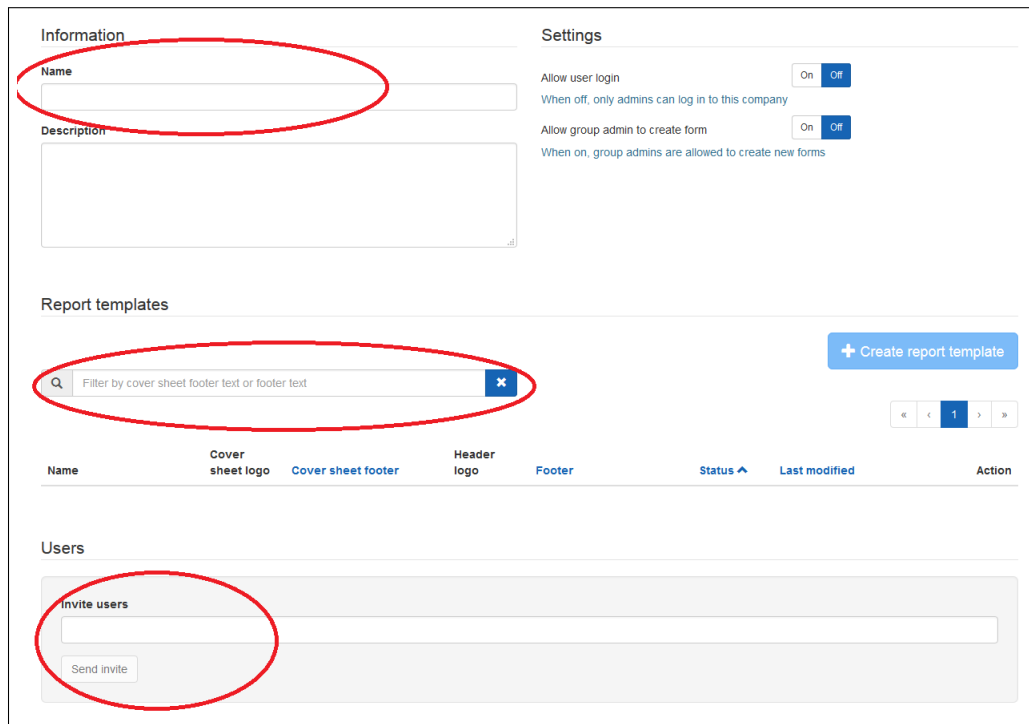 Information
Name
Description
Settings
Allow user login
On Off
When off, only admins can log in to this company
Allow group admin to create form
On Off
When on, group admins are allowed to create new forms
Report templates
+ Create report template
Filter by cover sheet footer text or footer text
« ‹ 1 › »
Name Cover sheet logo Cover sheet footer Header logo Footer Status Last modified Action
Users
Invite users
Send invite